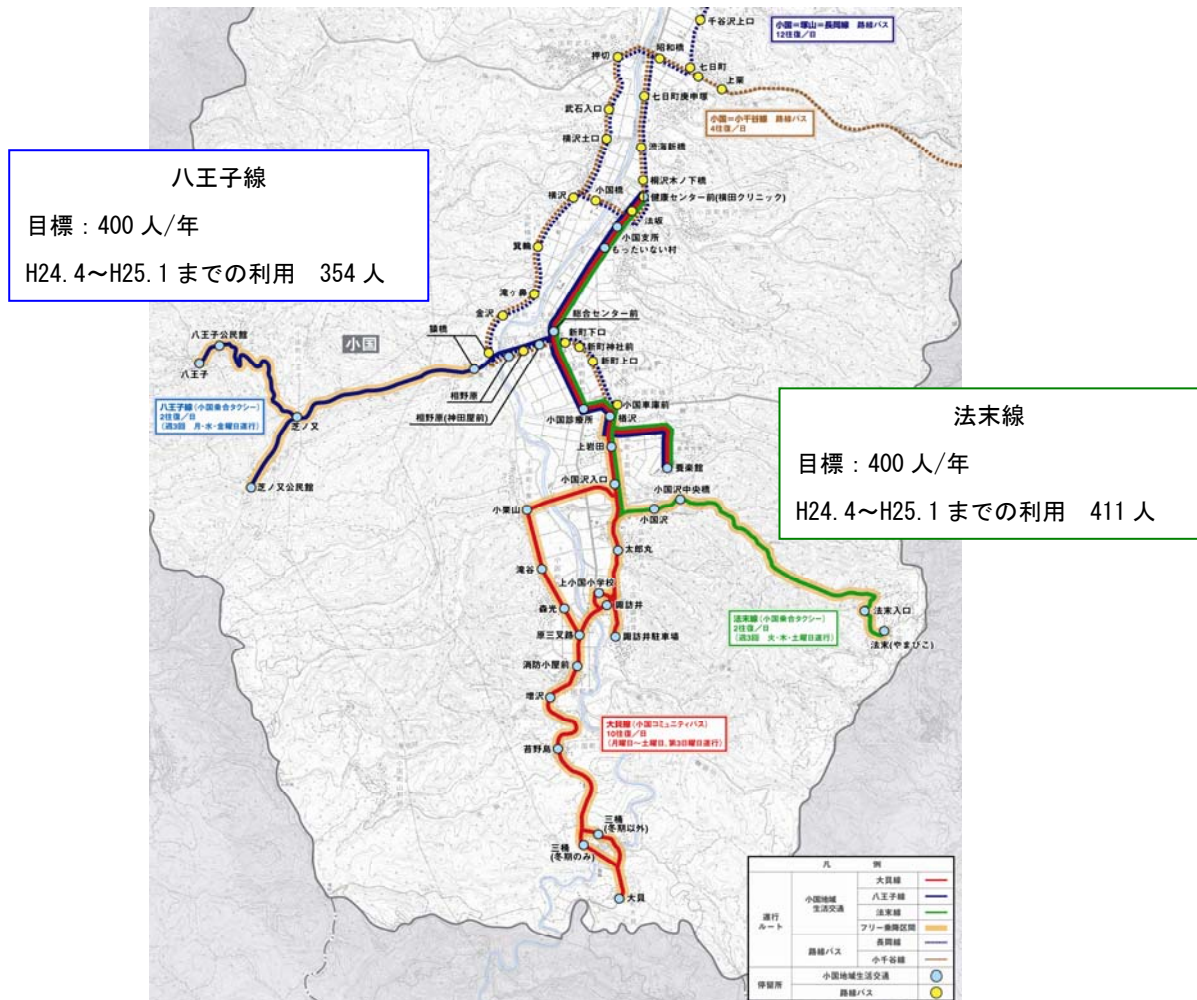 千谷沢上口
小国=塚山=長岡線 路線バス
12往復/日
昭和橋
押切
七日町
上栗
七日町庚申塚
武石入口
小国=小千谷線 路線バス
4往復/日
横沢土口
渋海新橋
桐沢木ノ下橋
八王子線
目標:400人/年
H24.4~H25.1までの利用 354人
横沢
小国橋
健康センター前(横田クリニック)
法坂
小国支所
もったいない村
箕輪
滝ヶ鼻
金沢
総合センター前
猿橋
新町下口
新町神社前
新町上口
八王子公民館
八王子
小国
相野原
相野原(神田屋前)
八王子線(小国乗合タクシー)
2往復/日
(週3回 月・水・金曜日運行)
芝ノ又
芝ノ又公民館
小国車庫前
小国診療所
楢沢
上岩田
養楽館
法末線
目標:400人/年
H24.4~H25.1までの利用 411人
小国沢入口
小国沢中央橋
小国沢
小栗山
太郎丸
滝谷
上小国小学校
森光
諏訪井
法末入口
法末(やまびこ)
法末線(小国乗合タクシー)
2往復/日
(週3回 火・木・土曜日運行)
原三叉路
諏訪井駐車場
消防小屋前
増沢
大貝線(小国コミュニティバス)
10往復/日
(月曜日~土曜日、第3日曜日運行)
苔野島
三桶
(冬期以外)
三桶
(冬期のみ)
大貝
凡 例
運行
ルート
小国地域
生活交通
大貝線
八王子線
法末線
フリー乗降区間
路線バス
長岡線
小千谷線
停留所
小国地域生活交通
路線バス